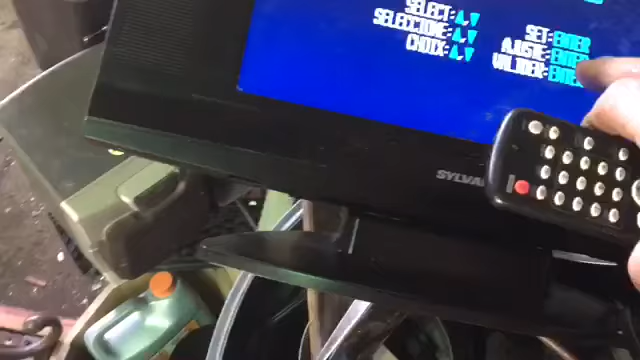 SELECT:▲,▼
SELECCIONE:▲,▼
CHOIX:▲,▼
SET:ENTER
AJUSTE:ENTER
VALIDER:ENTER
SYLVA